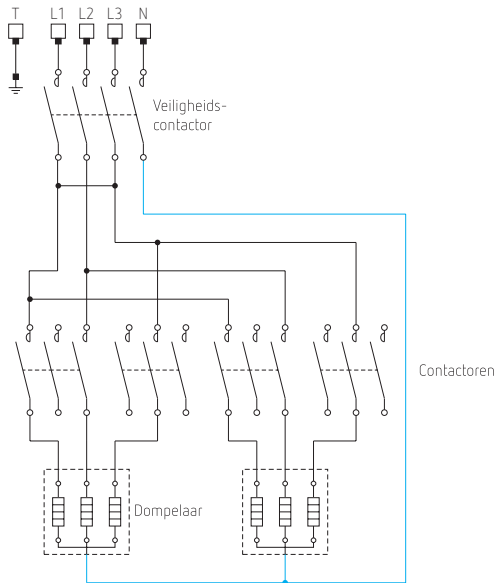 T L1 L2 L3 N
Veiligheids-
contactor
Contactoren
Dompelaar